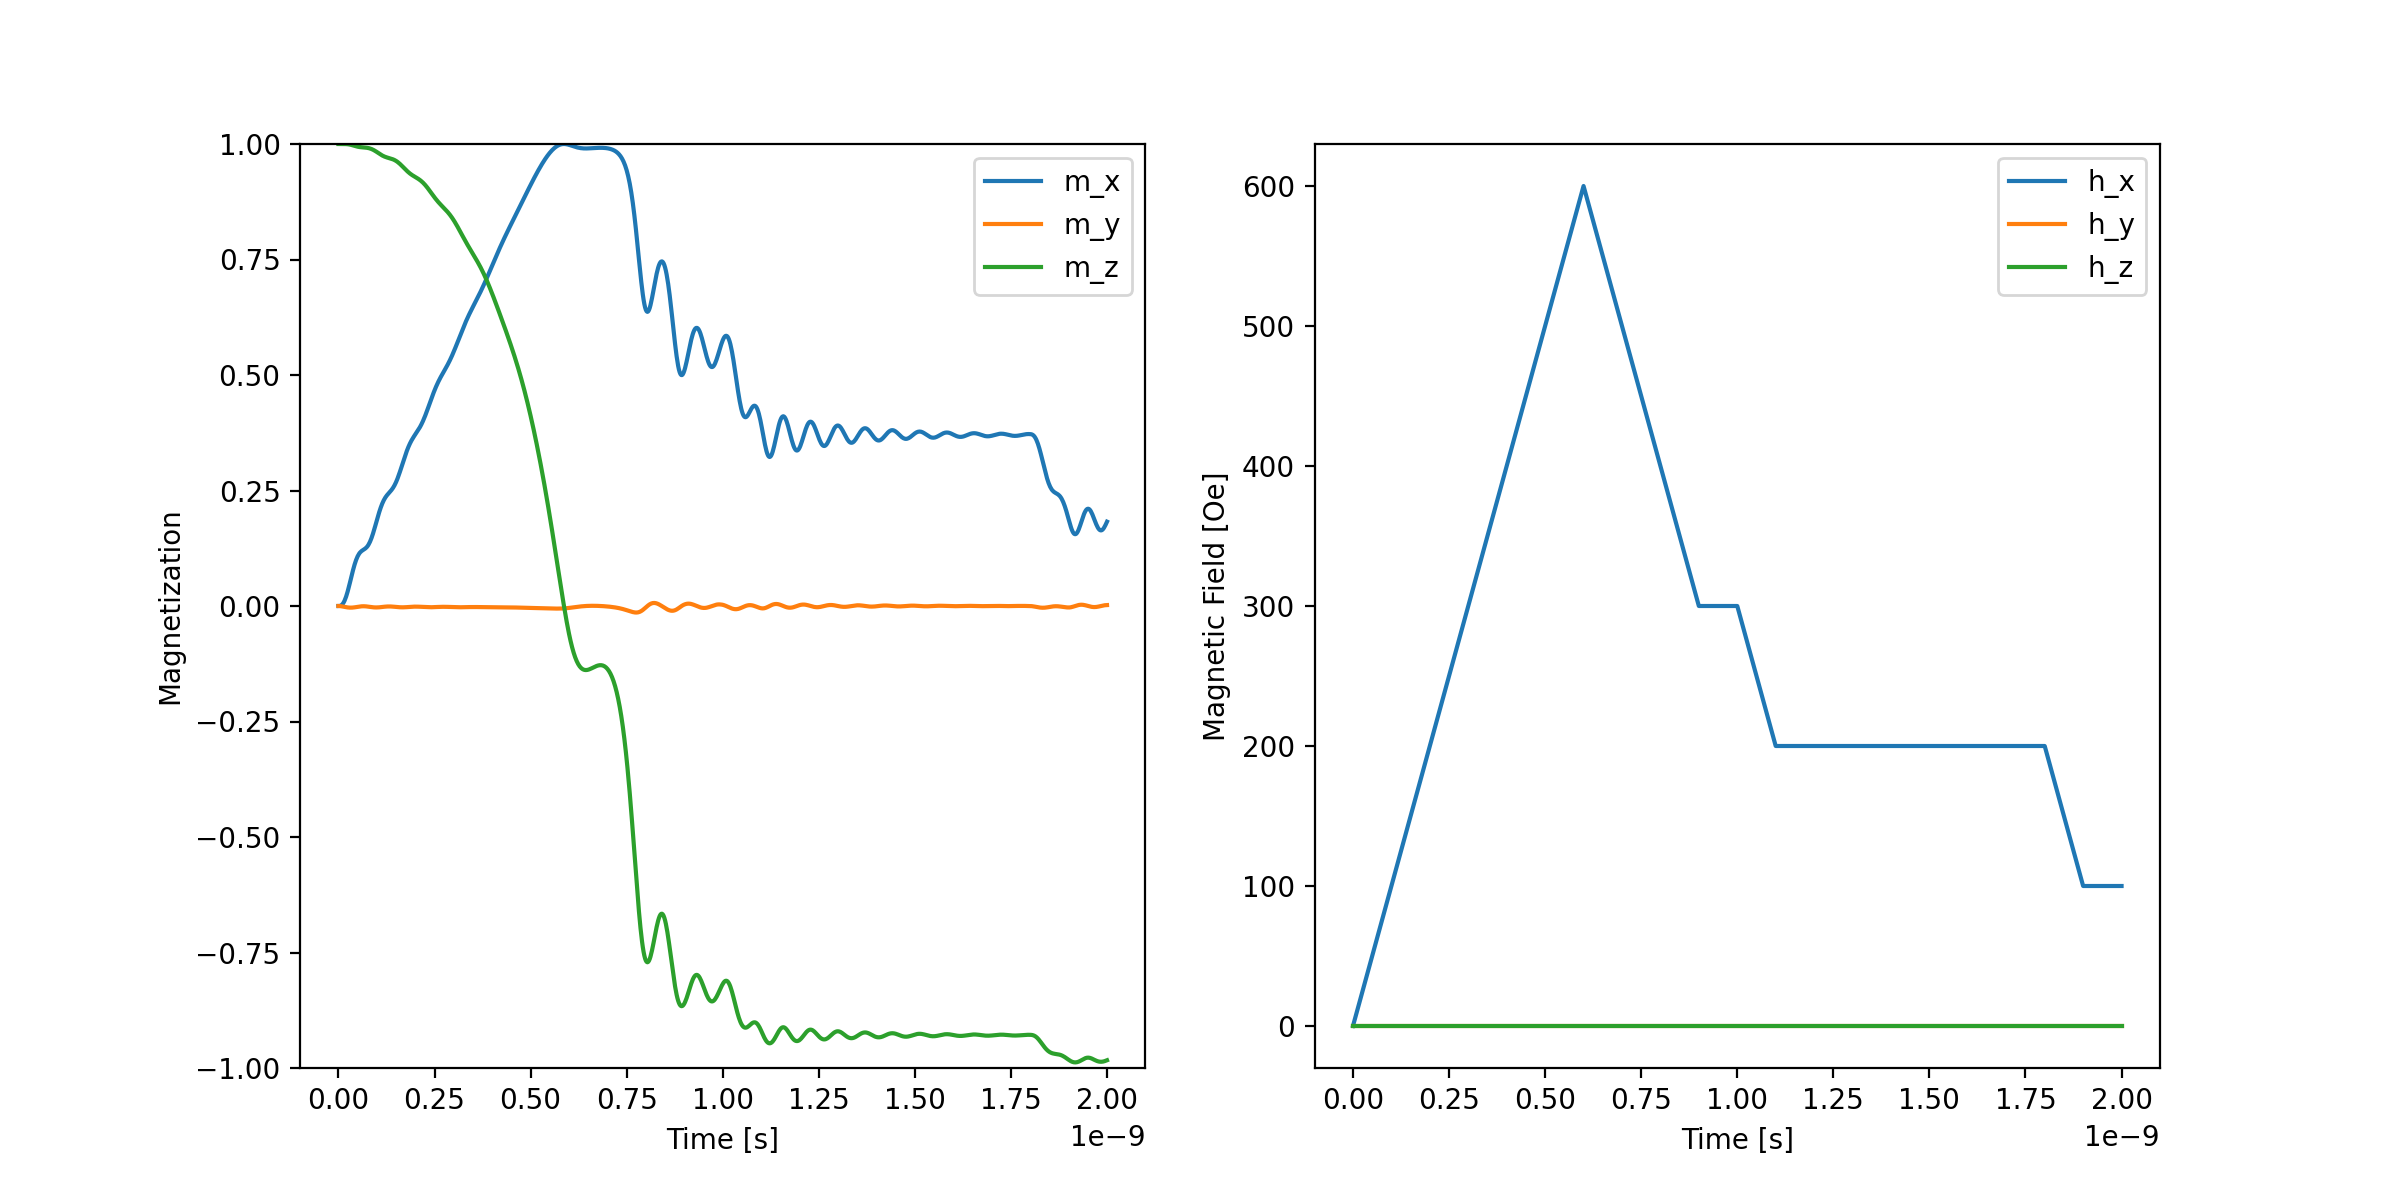 1.00
0.75
0.50
0.25
0.00
−0.25
−0.50
−0.75
−1.00
Magnetization
m_x
m_y
m_z
0.00 0.25 0.50 0.75 1.00 1.25 1.50 1.75 2.00
Time [s]
1e−9
600
500
400
300
200
100
0
Magnetic Field [Oe]
h_x
h_y
h_z
0.00 0.25 0.50 0.75 1.00 1.25 1.50 1.75 2.00
Time [s]
1e−9